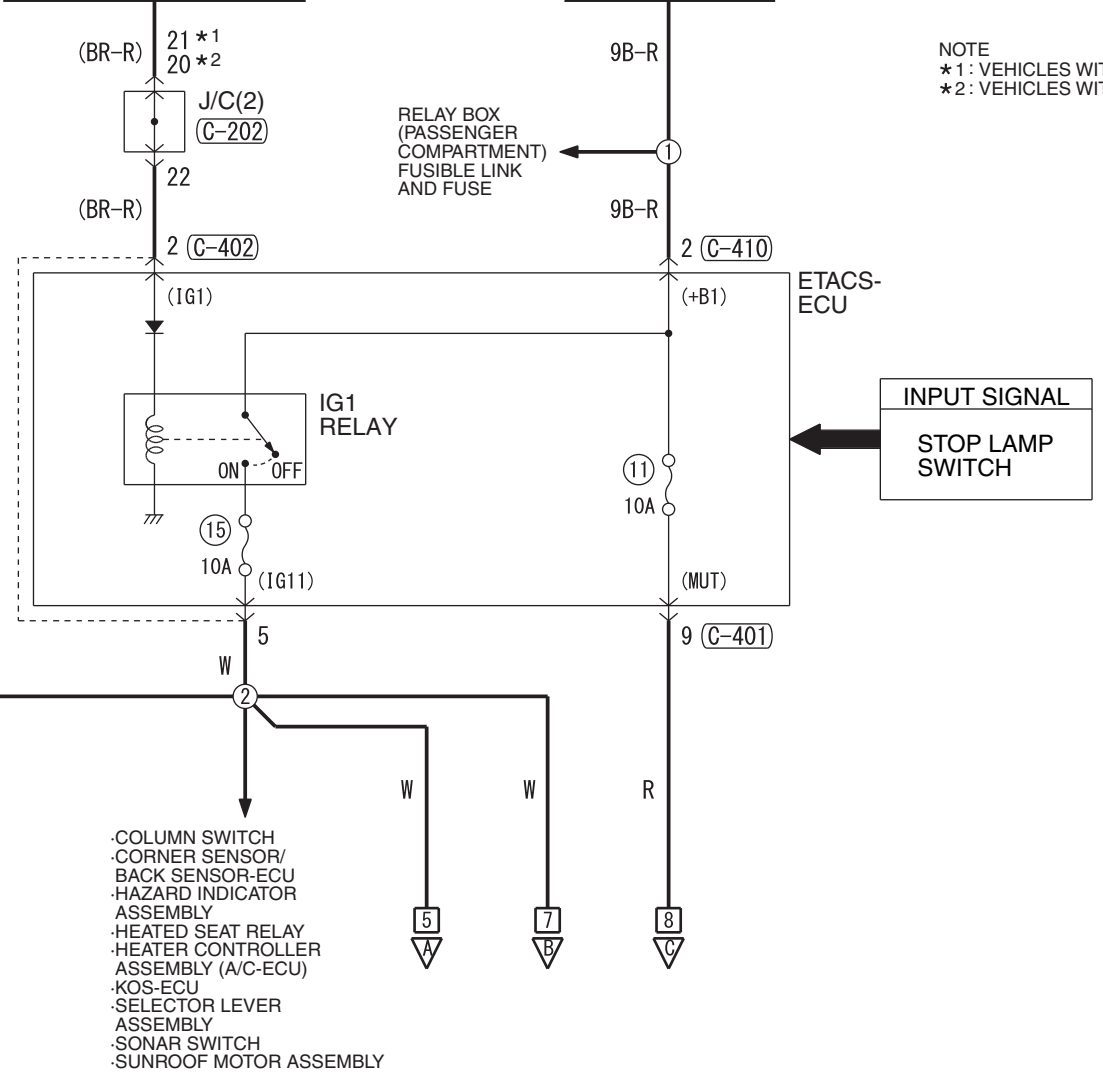 (BR-R)
21 *1
20 *2
J/C(2)
C-202
22
(BR-R)
2 C-402
9B-R
RELAY BOX
(PASSENGER
COMPARTMENT)
FUSIBLE LINK
AND FUSE
1
9B-R
2 C-410
NOTE
*1: VEHICLES
*2: VEHICLES
ETACS-
ECU
(IG1)
(+B1)
IG1
RELAY
ON OFF
15
10A
(IG11)
11
10A
(MUT)
INPUT SIGNAL
STOP LAMP
SWITCH
5
9 C-401
W
2
W
W
R
·COLUMN SWITCH
·CORNER SENSOR/
BACK SENSOR-ECU
·HAZARD INDICATOR
ASSEMBLY
·HEATED SEAT RELAY
·HEATER CONTROLLER
ASSEMBLY (A/C-ECU)
·KOS-ECU
·SELECTOR LEVER
ASSEMBLY
·SONAR SWITCH
·SUNROOF MOTOR ASSEMBLY
5
A
7
B
8
C